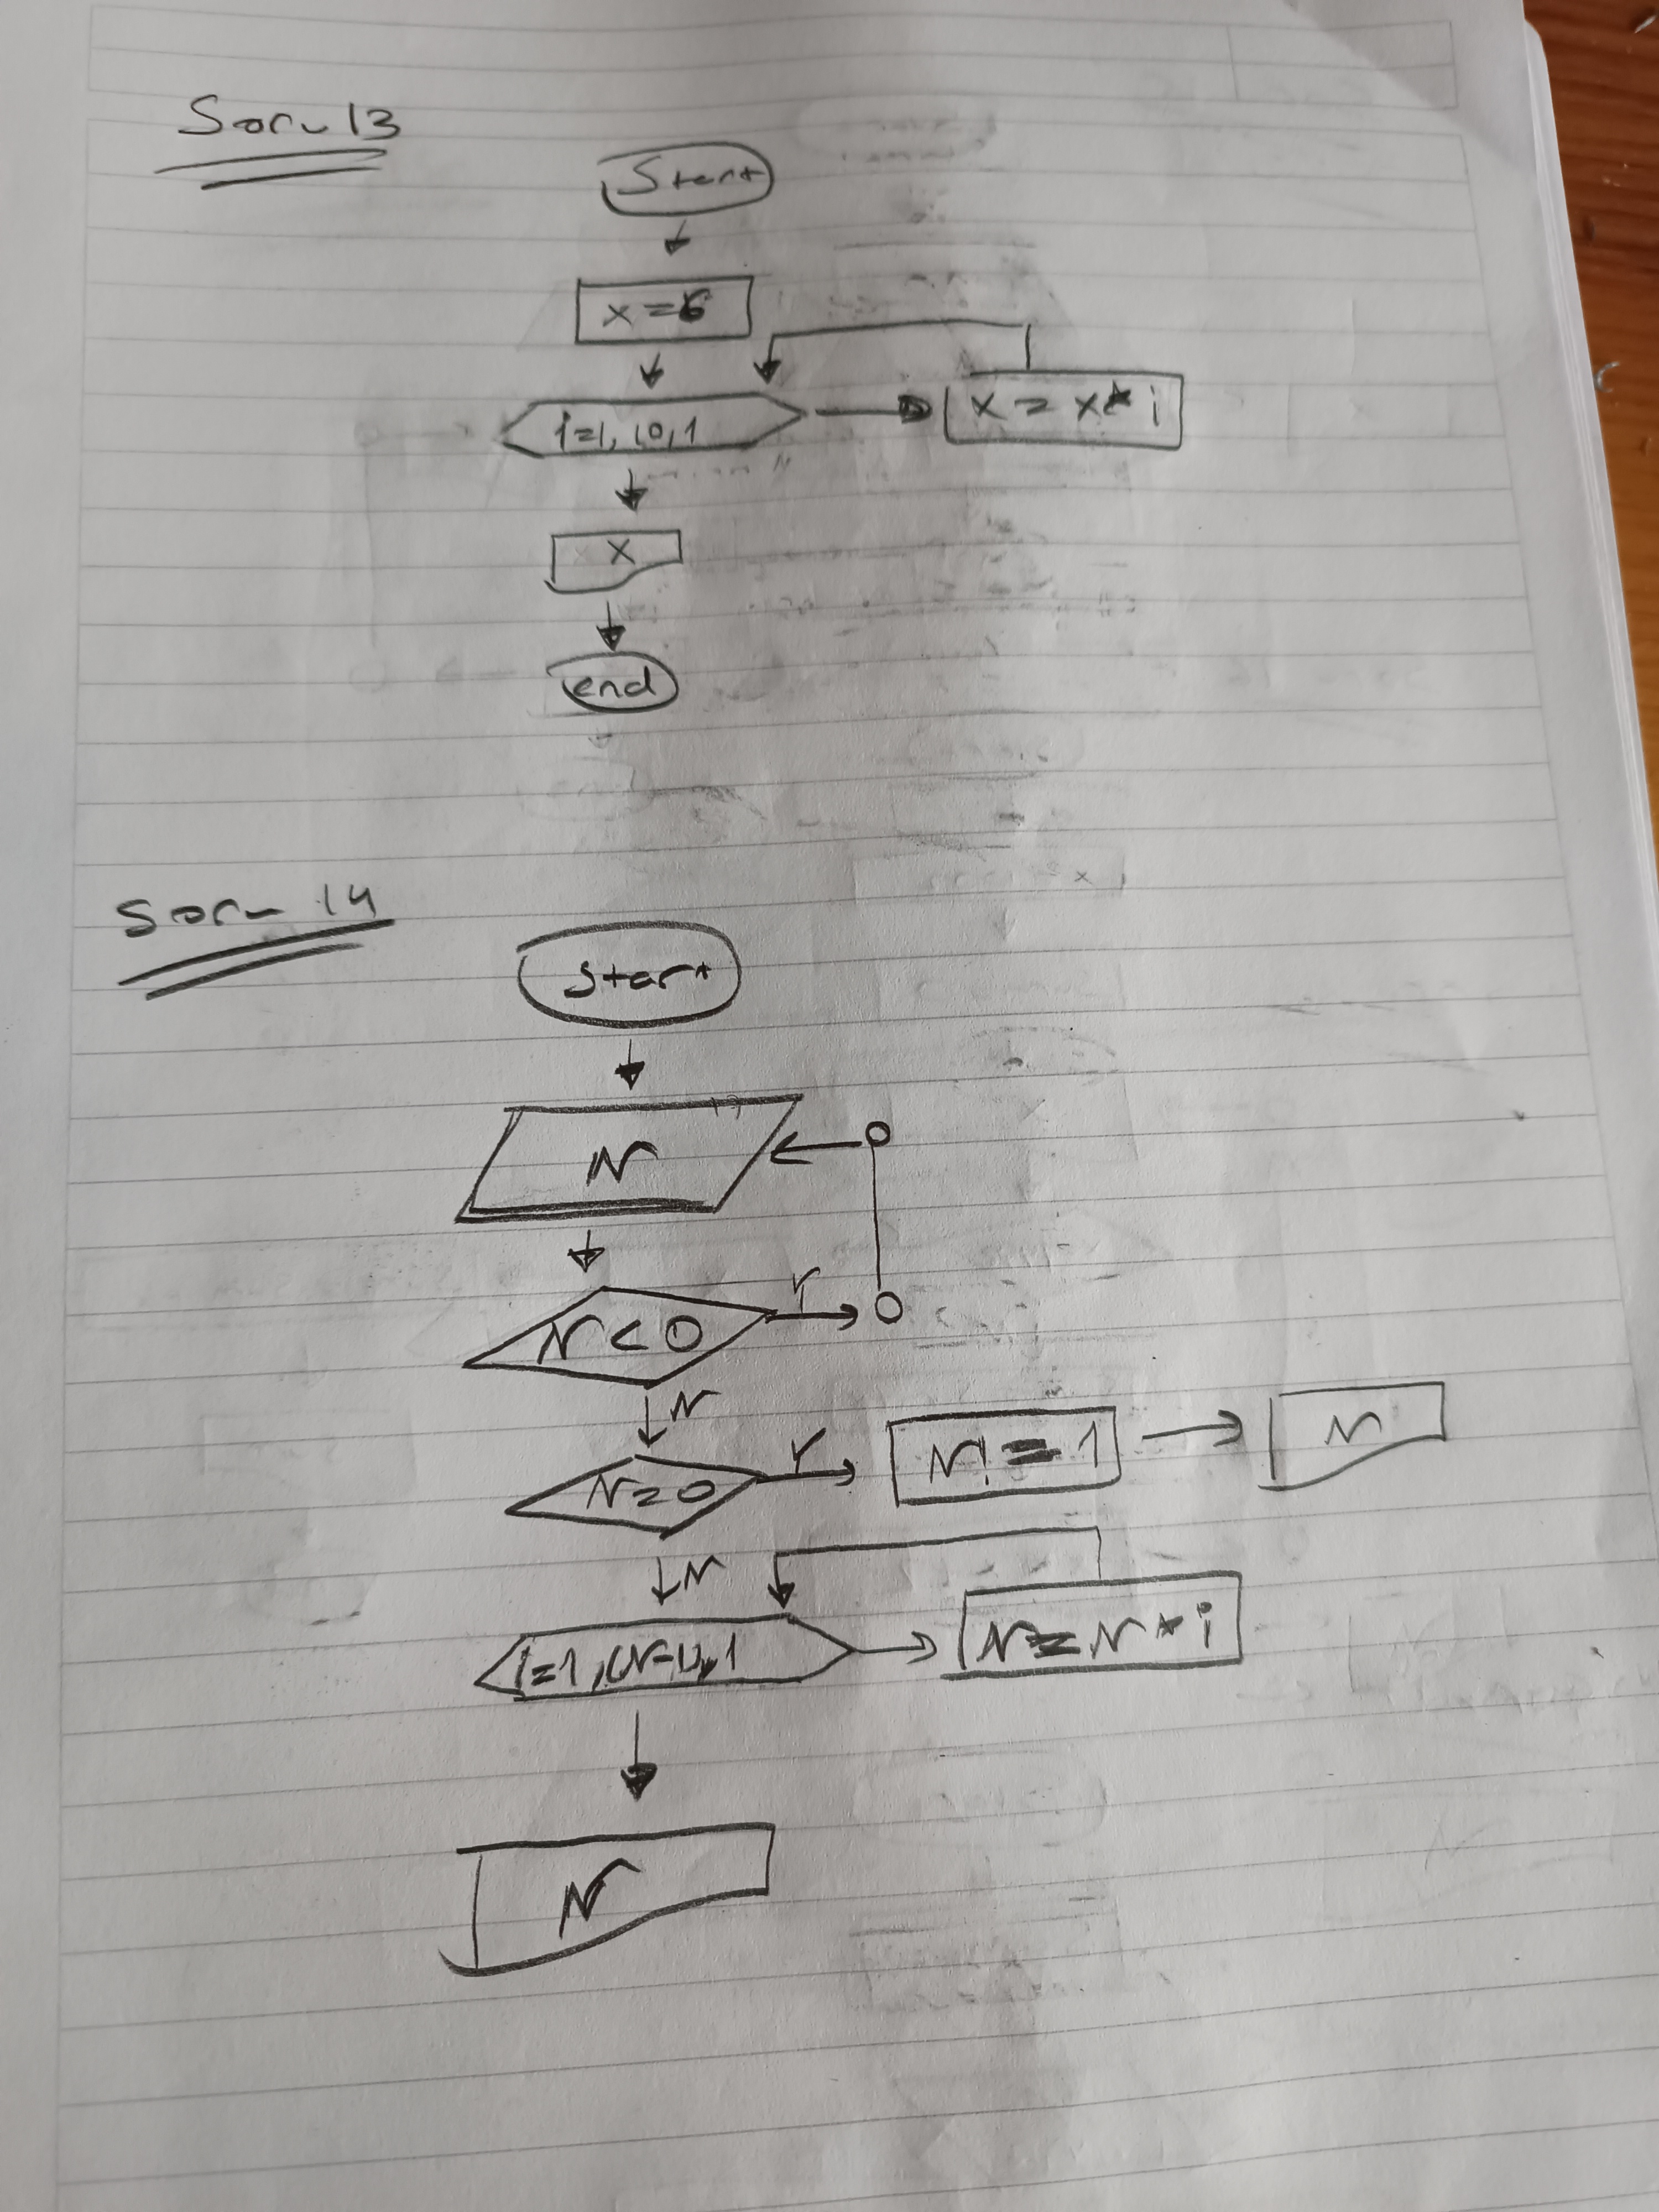 Soru 13
Start
x = 6
i=1, 10, 1
x = x* i
x
end
Soru 14
Start
N
N < 0
Y
N
N=0
Y
N! = 1
N
N
i=1, (N-1), 1
N = N * i
N